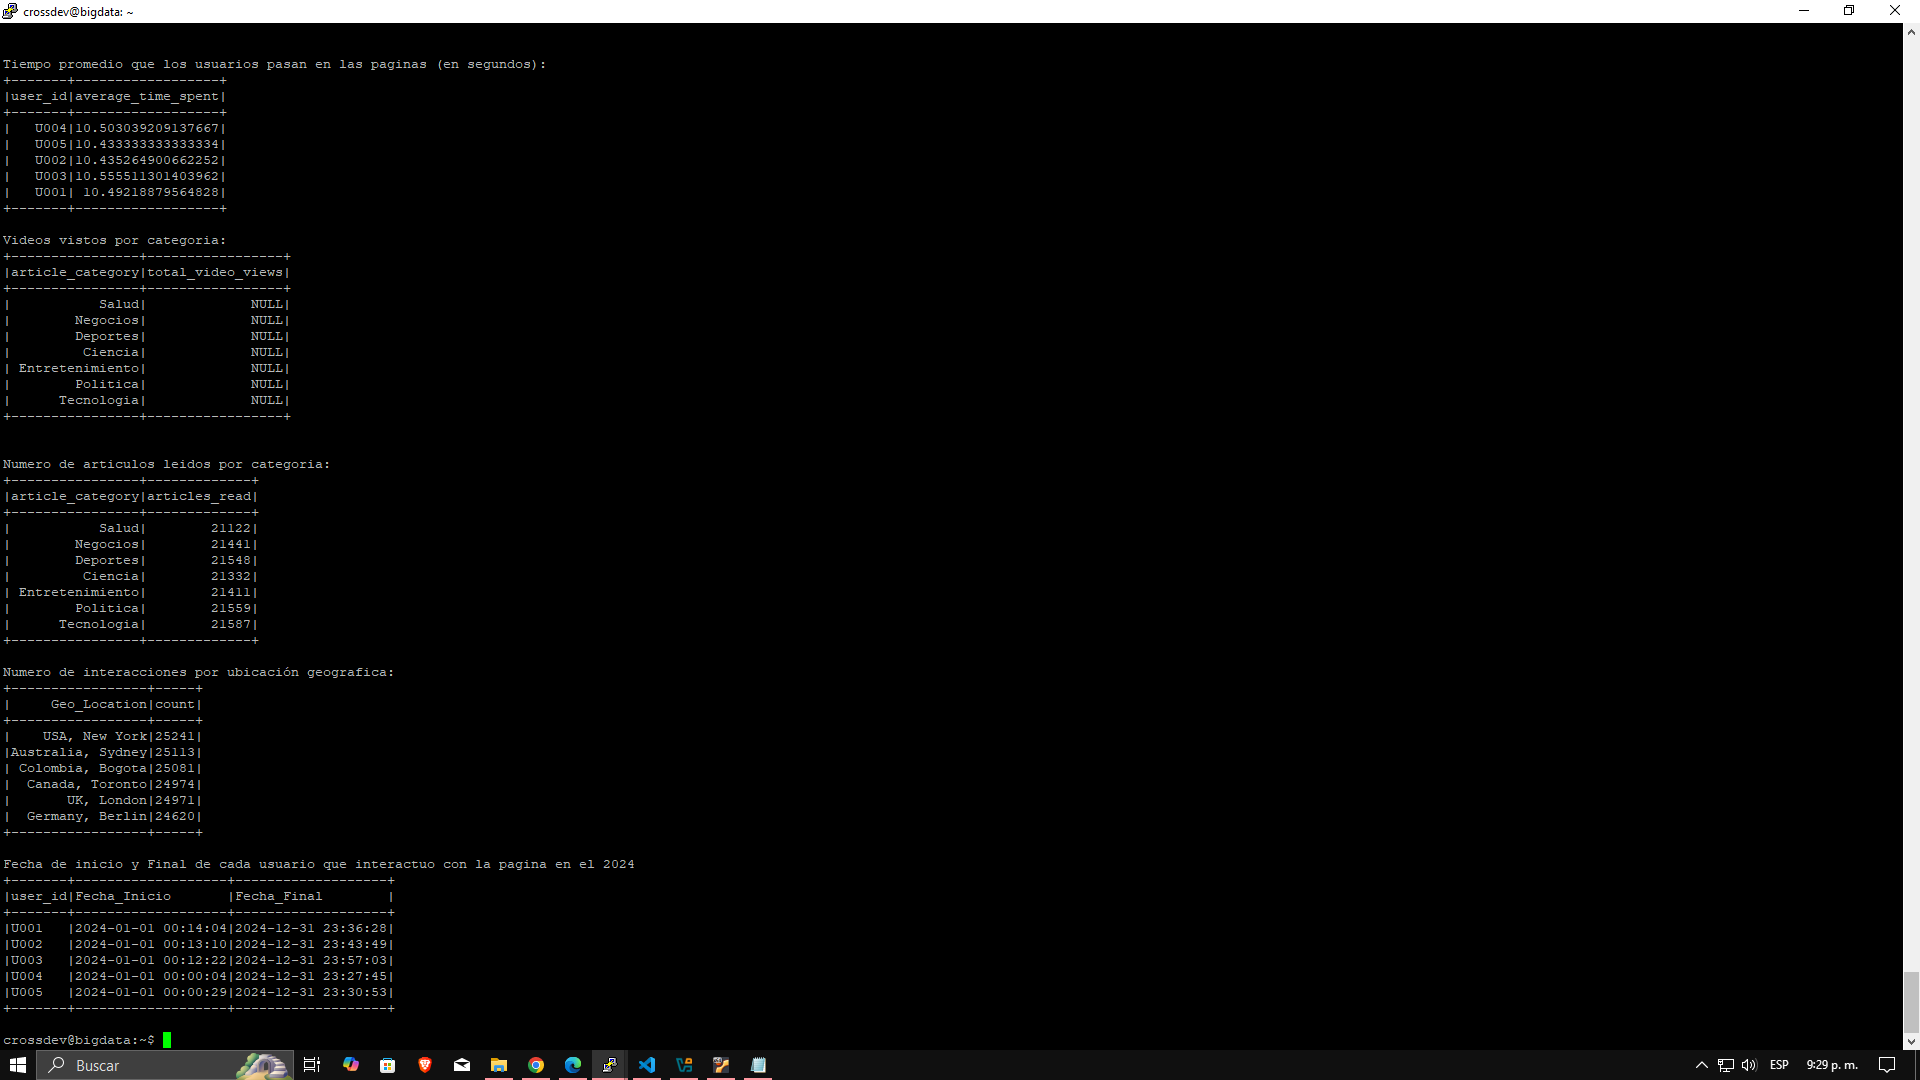 crossdev@bigdata: ~
Tiempo promedio que los usuarios pasan en las paginas (en segundos):
+-------+------------------+
|user_id|average_time_spent|
+-------+------------------+
|   U004|10.503039209137667|
|   U005|10.433333333333334|
|   U002|10.435264900662252|
|   U003|10.555511301403962|
|   U001| 10.49218879564828|
+-------+------------------+
Videos vistos por categoria:
+----------------+-----------------+
|article_category|total_video_views|
+----------------+-----------------+
|           Salud|             NULL|
|        Negocios|             NULL|
|        Deportes|             NULL|
|         Ciencia|             NULL|
| Entretenimiento|             NULL|
|        Politica|             NULL|
|      Tecnologia|             NULL|
+----------------+-----------------+
Numero de articulos leidos por categoria:
+----------------+-------------+
|article_category|articles_read|
+----------------+-------------+
|           Salud|        21122|
|        Negocios|        21441|
|        Deportes|        21548|
|         Ciencia|        21332|
| Entretenimiento|        21411|
|        Politica|        21559|
|      Tecnologia|        21587|
+----------------+-------------+
Numero de interacciones por ubicación geografica:
+-----------------+-----+
|     Geo_Location|count|
+-----------------+-----+
|    USA, New York|25241|
|Australia, Sydney|25113|
| Colombia, Bogota|25081|
|  Canada, Toronto|24974|
|       UK, London|24971|
|  Germany, Berlin|24620|
+-----------------+-----+
Fecha de inicio y Final de cada usuario que interactuo con la pagina en el 2024
+-------+-------------------+-------------------+
|user_id|Fecha_Inicio       |Fecha_Final        |
+-------+-------------------+-------------------+
|U001   |2024-01-01 00:14:04|2024-12-31 23:36:28|
|U002   |2024-01-01 00:13:10|2024-12-31 23:43:49|
|U003   |2024-01-01 00:12:22|2024-12-31 23:57:03|
|U004   |2024-01-01 00:00:04|2024-12-31 23:27:45|
|U005   |2024-01-01 00:00:29|2024-12-31 23:30:53|
+-------+-------------------+-------------------+
crossdev@bigdata:~$
Buscar
ESP
9:29 p. m.